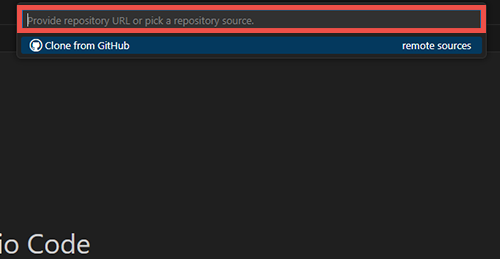 Provide repository URL or pick a repository source.
Clone from GitHub remote sources
io Code